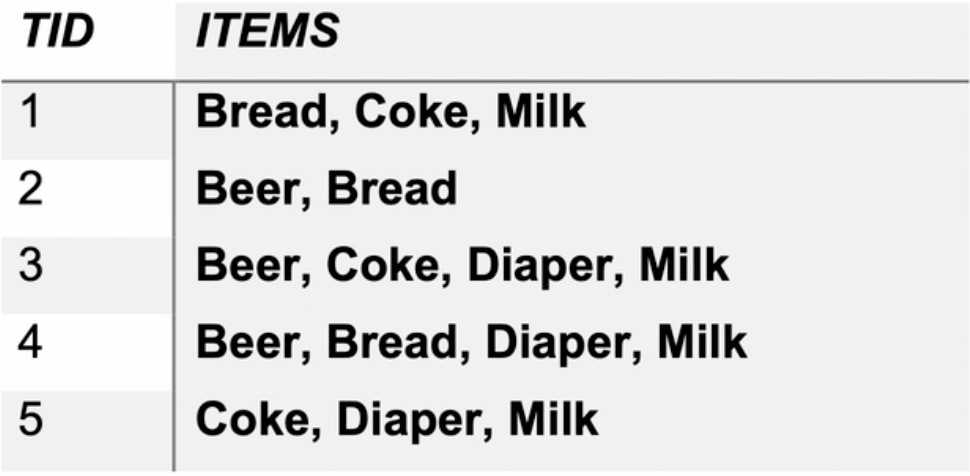 TID ITEMS
1 Bread, Coke, Milk
2 Beer, Bread
3 Beer, Coke, Diaper, Milk
4 Beer, Bread, Diaper, Milk
5 Coke, Diaper, Milk